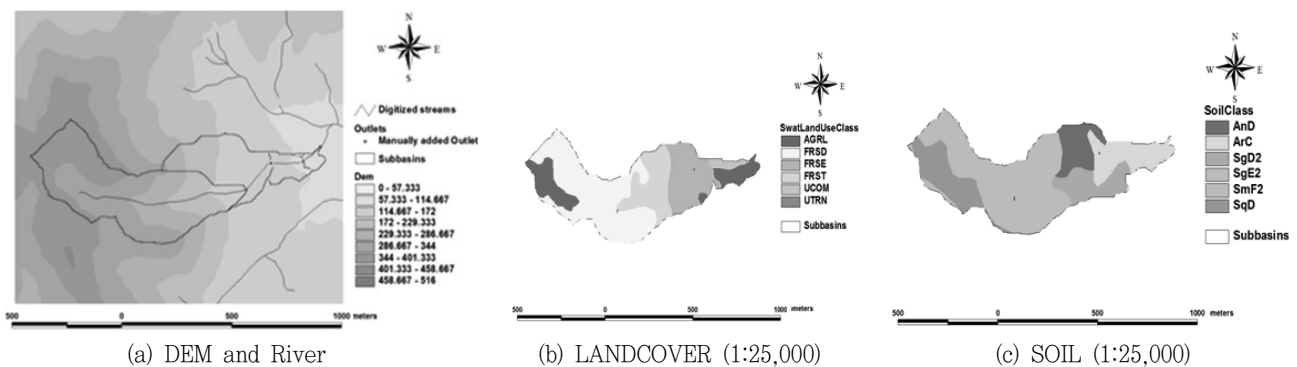 N
W E
S
Digitized streams
Outlets
Manually added Outlet
Subbasins
Dem
0 - 57.333
57.333 - 114.667
114.667 - 172
172 - 229.333
229.333 - 286.667
286.667 - 344
344 - 401.333
401.333 - 458.667
458.667 - 516
500 0 500 1000 meters
(a) DEM and River
N
W E
S
SwatLandUseClass
AGRL
FRSD
FRSE
FRST
UCOM
UTRN
Subbasins
500 0 500 1000 meters
(b) LANDCOVER (1:25,000)
N
W E
S
SoilClass
AnD
ArC
SgD2
SgE2
SmF2
SqD
Subbasins
500 0 500 1000 meters
(c) SOIL (1:25,000)